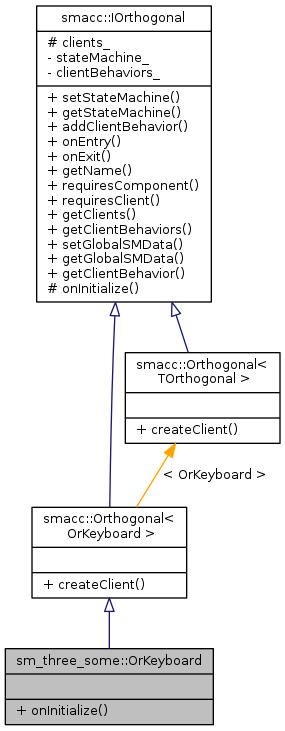 smacc::IOrthogonal
# clients_
- stateMachine_
- clientBehaviors_
+ setStateMachine()
+ getStateMachine()
+ addClientBehavior()
+ onEntry()
+ onExit()
+ getName()
+ requiresComponent()
+ requiresClient()
+ getClients()
+ getClientBehaviors()
+ setGlobalSMData()
+ getGlobalSMData()
+ getClientBehavior()
# onInitialize()
smacc::Orthogonal<
TOrthogonal >
+ createClient()
< OrKeyboard >
smacc::Orthogonal<
OrKeyboard >
+ createClient()
sm_three_some::OrKeyboard
+ onInitialize()